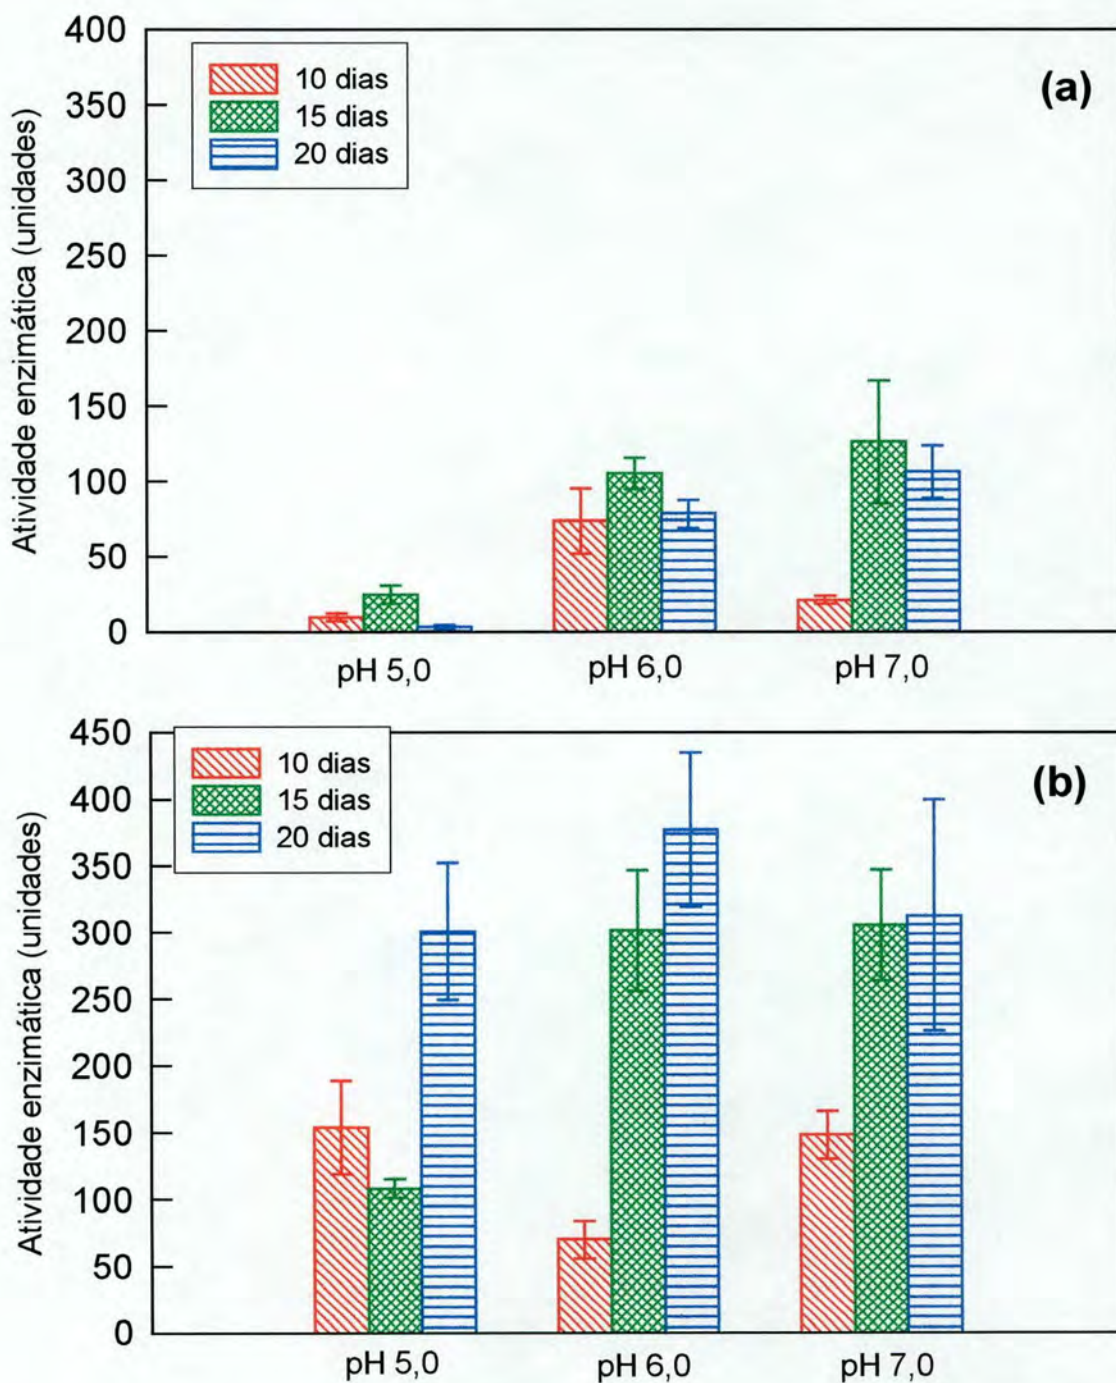 Atividade enzimática (unidades)
400
350
300
250
200
150
100
50
0
10 dias
15 dias
20 dias
(a)
pH 5,0
pH 6,0
pH 7,0
Atividade enzimática (unidades)
450
400
350
300
250
200
150
100
50
0
10 dias
15 dias
20 dias
(b)
pH 5,0
pH 6,0
pH 7,0